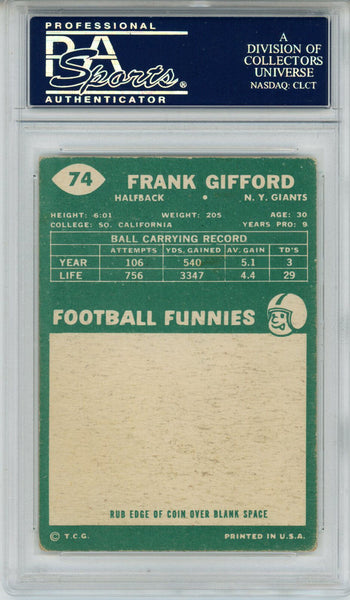 PROFESSIONAL
PSA
Sports®
AUTHENTICATOR
A
DIVISION OF
COLLECTORS
UNIVERSE
NASDAQ: CLCT
74
FRANK GIFFORD
HALFBACK • N. Y. GIANTS
HEIGHT: 6:01 WEIGHT: 205 AGE: 30
COLLEGE: SO. CALIFORNIA YEARS PRO: 9
BALL CARRYING RECORD
ATTEMPTS YDS. GAINED AV. GAIN TD'S
YEAR 106 540 5.1 3
LIFE 756 3347 4.4 29
FOOTBALL FUNNIES
RUB EDGE OF COIN OVER BLANK SPACE
© T.C.G. PRINTED IN U.S.A.